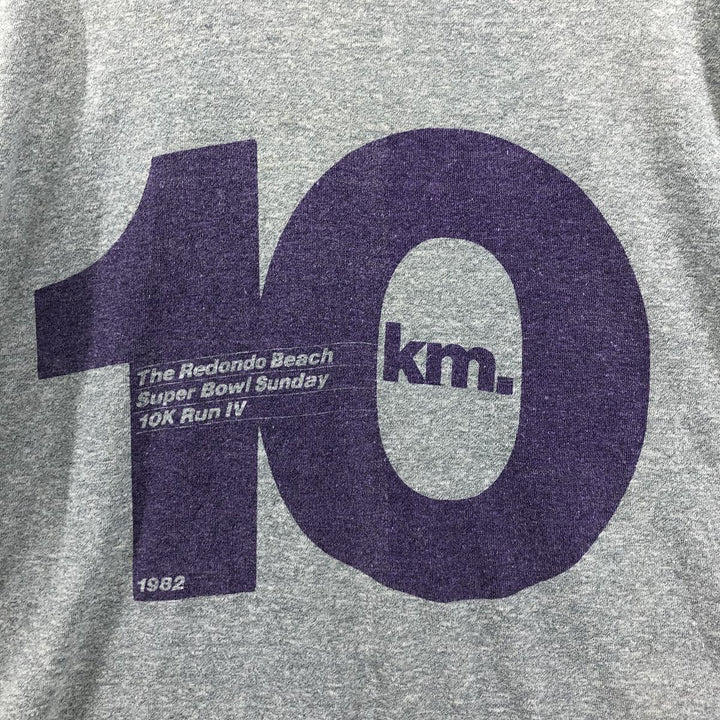 10
km.
The Redondo Beach
Super Bowl Sunday
10K Run IV
1982